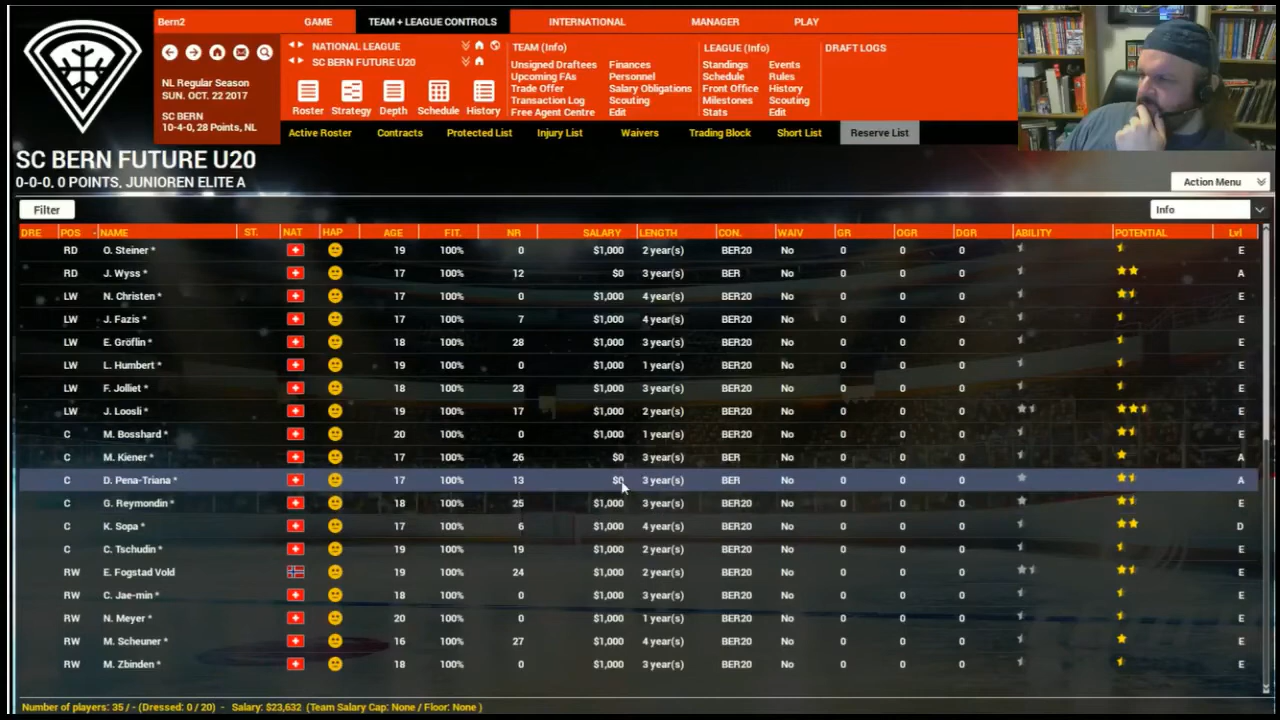 Bern2 GAME TEAM + LEAGUE CONTROLS INTERNATIONAL MANAGER PLAY
NATIONAL LEAGUE
SC BERN FUTURE U20
NL Regular Season
SUN. OCT. 22 2017
SC BERN
10-4-0, 28 Points, NL
Roster Strategy Depth Schedule History
TEAM (Info)
Unsigned Draftees Finances
Upcoming FAs Personnel
Trade Offer Salary Obligations
Transaction Log Scouting
Free Agent Centre Edit
LEAGUE (Info)
Standings Events
Schedule Rules
Front Office History
Milestones Scouting
Stats Edit
DRAFT LOGS
Active Roster Contracts Protected List Injury List Waivers Trading Block Short List Reserve List
SC BERN FUTURE U20
0-0-0, 0 POINTS, JUNIOREN ELITE A
Action Menu
Filter Info
DRE POS NAME ST. NAT HAP AGE FIT. NR SALARY LENGTH CON. WAIV GR OGR DGR ABILITY POTENTIAL Lvl
RD O. Steiner * 19 100% 0 $1,000 2 year(s) BER20 No 0 0 0 E
RD J. Wyss * 17 100% 12 $0 3 year(s) BER No 0 0 0 A
LW N. Christen * 17 100% 0 $1,000 4 year(s) BER20 No 0 0 0 E
LW J. Fazis * 17 100% 7 $1,000 4 year(s) BER20 No 0 0 0 E
LW E. Gröflin * 18 100% 28 $1,000 3 year(s) BER20 No 0 0 0 E
LW L. Humbert * 19 100% 0 $1,000 1 year(s) BER20 No 0 0 0 E
LW F. Jolliet * 18 100% 23 $1,000 3 year(s) BER20 No 0 0 0 E
LW J. Loosli * 19 100% 17 $1,000 2 year(s) BER20 No 0 0 0 E
C M. Bosshard * 20 100% 0 $1,000 1 year(s) BER20 No 0 0 0 E
C M. Kiener * 17 100% 26 $0 3 year(s) BER No 0 0 0 A
C D. Pena-Triana * 17 100% 13 $0 3 year(s) BER No 0 0 0 A
C G. Reymondin * 18 100% 25 $1,000 3 year(s) BER20 No 0 0 0 E
C K. Sopa * 17 100% 6 $1,000 4 year(s) BER20 No 0 0 0 D
C C. Tschudin * 19 100% 19 $1,000 2 year(s) BER20 No 0 0 0 E
RW E. Fogstad Vold 19 100% 24 $1,000 2 year(s) BER20 No 0 0 0 E
RW C. Jae-min * 18 100% 0 $1,000 3 year(s) BER20 No 0 0 0 E
RW N. Meyer * 20 100% 0 $1,000 1 year(s) BER20 No 0 0 0 E
RW M. Scheuner * 16 100% 27 $1,000 4 year(s) BER20 No 0 0 0 E
RW M. Zbinden * 18 100% 0 $1,000 3 year(s) BER20 No 0 0 0 E
Number of players: 35 / - (Dressed: 0 / 20) - Salary: $23,632 (Team Salary Cap: None / Floor: None )